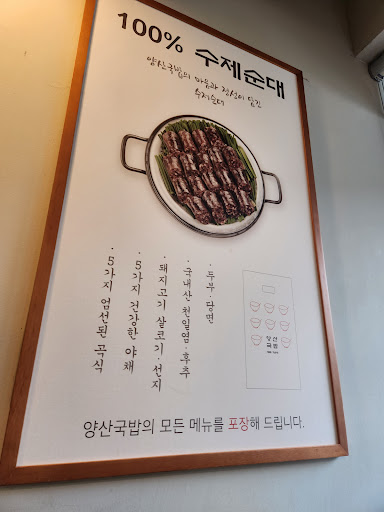 100% 수제순대
양산국밥의 마음과 정성이 담긴
수제순대
· 두부 · 당면
· 국내산 천일염 · 후추
· 돼지고기 살코기 · 선지
· 5가지 건강한 야채
· 5가지 엄선된 곡식
양산
국밥
양산국밥의 모든 메뉴를 포장해 드립니다.